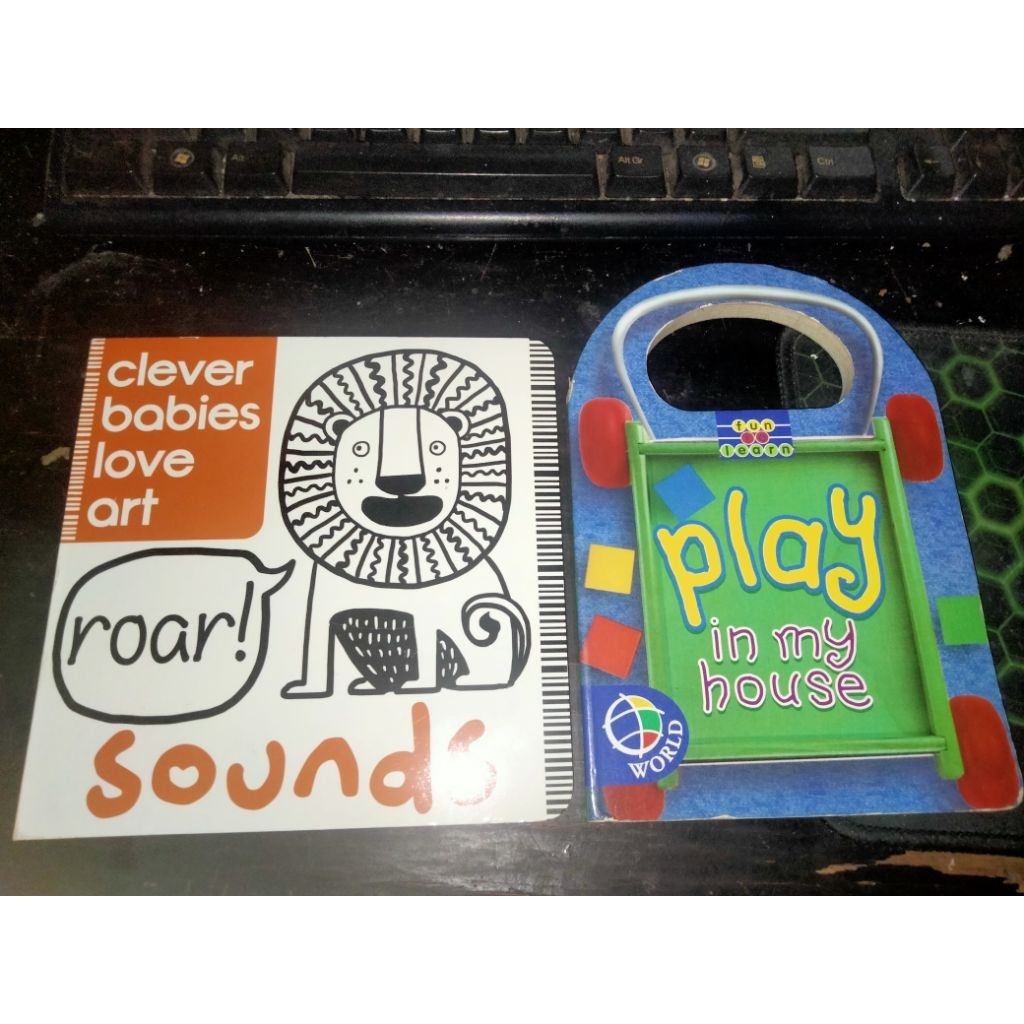 Alt
Alt Gr
Ctrl
clever
babies
love
art
roar!
sounds
fun
learn
play
in my
house
WORLD